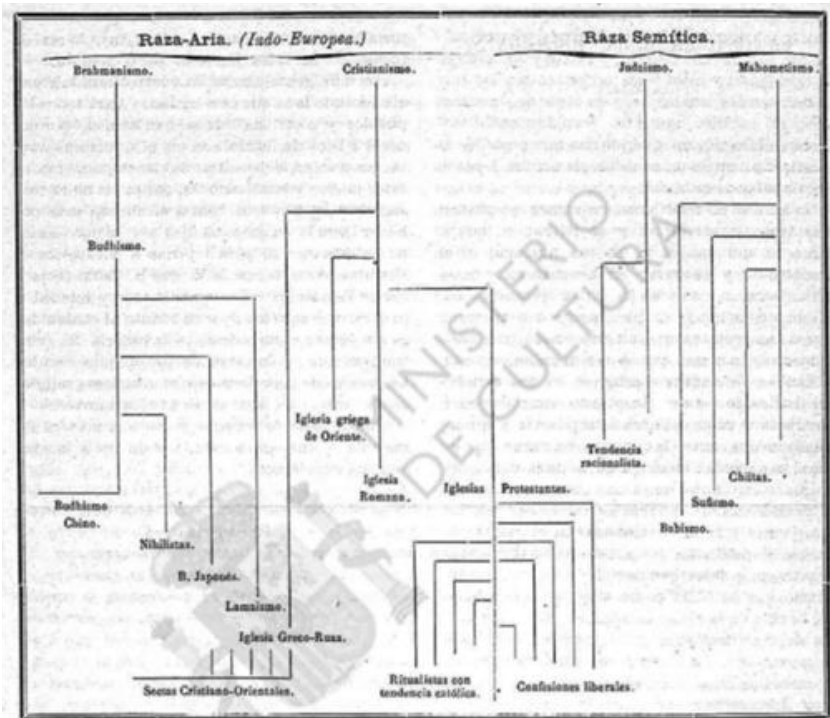 Raza-Aria. (Indo-Europea.)
Raza Semítica.
Brahmanismo.
Cristianismo.
Judaismo.
Mahometismo.
Budhismo.
Iglesia griega
de Oriente.
Iglesia
Romana.
Iglesias Protestantes.
Tendencia
racionalista.
Chiitas.
Sufismo.
Babismo.
Budhismo
Chino.
Nihilistas.
B. Japonés.
Lamaismo.
Iglesia Greco-Rusa.
Sectas Cristiano-Orientales.
Ritualistas con
tendencia católica.
Confesiones liberales.
MINISTERIO
DE CULTURA